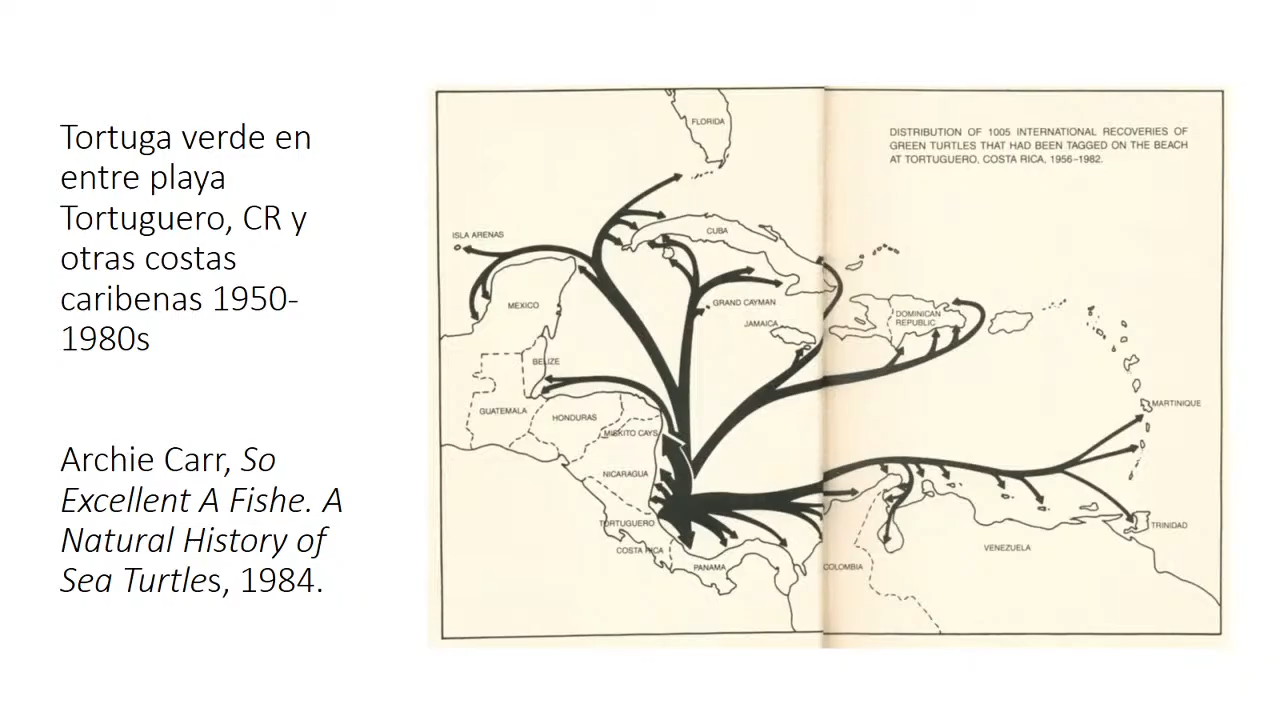 Tortuga verde en
entre playa
Tortuguero, CR y
otras costas
caribenas 1950-
1980s
Archie Carr, So
Excellent A Fishe. A
Natural History of
Sea Turtles, 1984.
DISTRIBUTION OF 1005 INTERNATIONAL RECOVERIES OF
GREEN TURTLES THAT HAD BEEN TAGGED ON THE BEACH
AT TORTUGUERO, COSTA RICA, 1956-1982.
FLORIDA
ISLA ARENAS
CUBA
MEXICO
GRAND CAYMAN
JAMAICA
DOMINICAN
REPUBLIC
BELIZE
GUATEMALA
HONDURAS
MISKITO CAYS
MARTINIQUE
NICARAGUA
TORTUGUERO
TRINIDAD
COSTA RICA
VENEZUELA
PANAMA
COLOMBIA